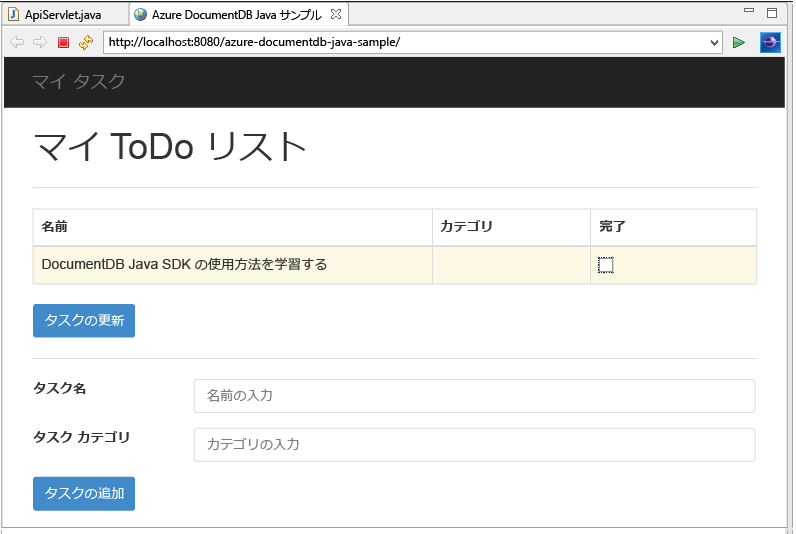 ApiServlet.java
Azure DocumentDB Java サンプル
http://localhost:8080/azure-documentdb-java-sample/
マイ タスク
マイ ToDo リスト
名前 カテゴリ 完了
DocumentDB Java SDK の使用方法を学習する
タスクの更新
タスク名 名前の入力
タスク カテゴリ カテゴリの入力
タスクの追加